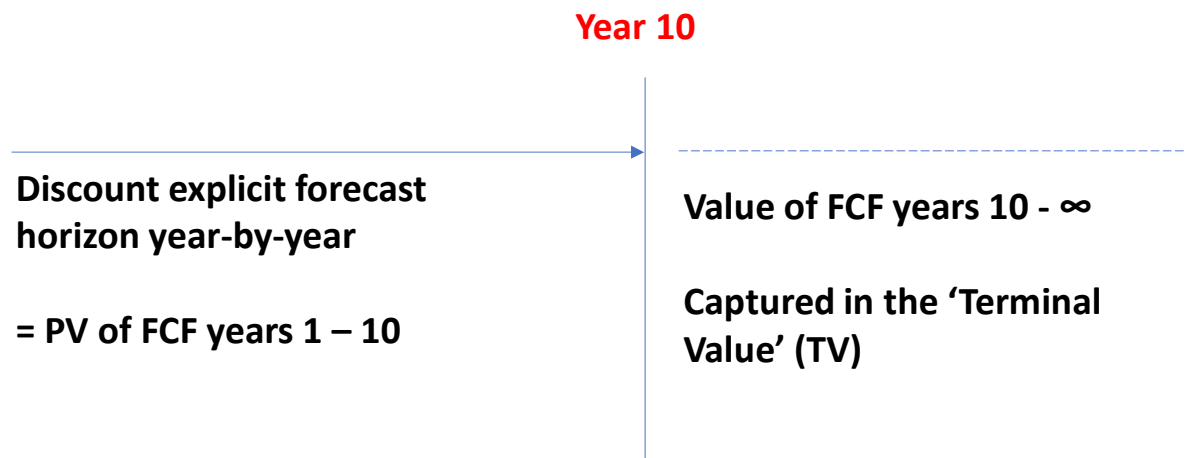 Year 10
Discount explicit forecast
horizon year-by-year
= PV of FCF years 1 – 10
Value of FCF years 10 - ∞
Captured in the ‘Terminal
Value’ (TV)